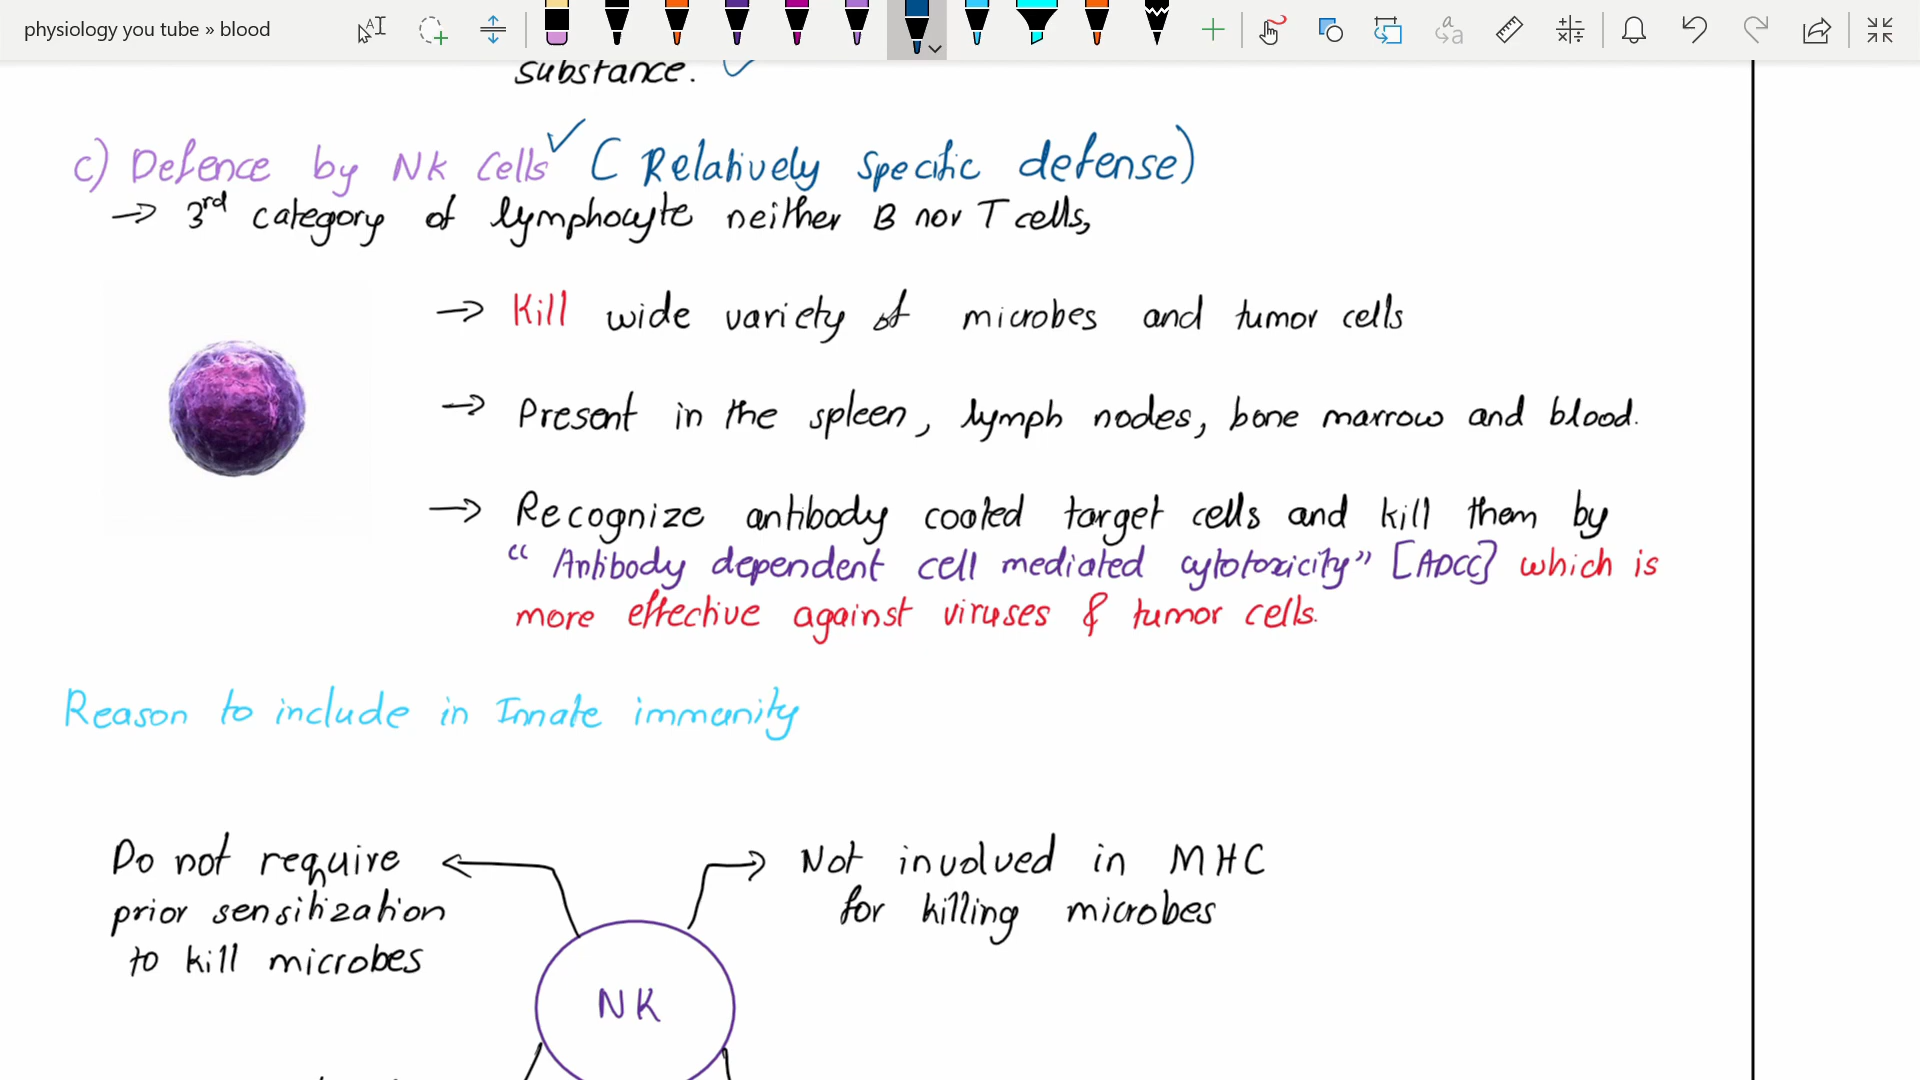 physiology you tube » blood
substance.
c) Defence by NK Cells ( Relatively Specific defense)
→ 3rd category of lymphocyte neither B nor T cells,
→ Kill wide variety of microbes and tumor cells
→ Present in the spleen, lymph nodes, bone marrow and blood.
→ Recognize antibody coated target cells and kill them by
“ Antibody dependent cell mediated cytotoxicity” [ADCC] which is
more effective against viruses & tumor cells.
Reason to include in Innate immunity
Do not require
prior sensitization
to kill microbes
Not involved in MHC
for killing microbes
NK